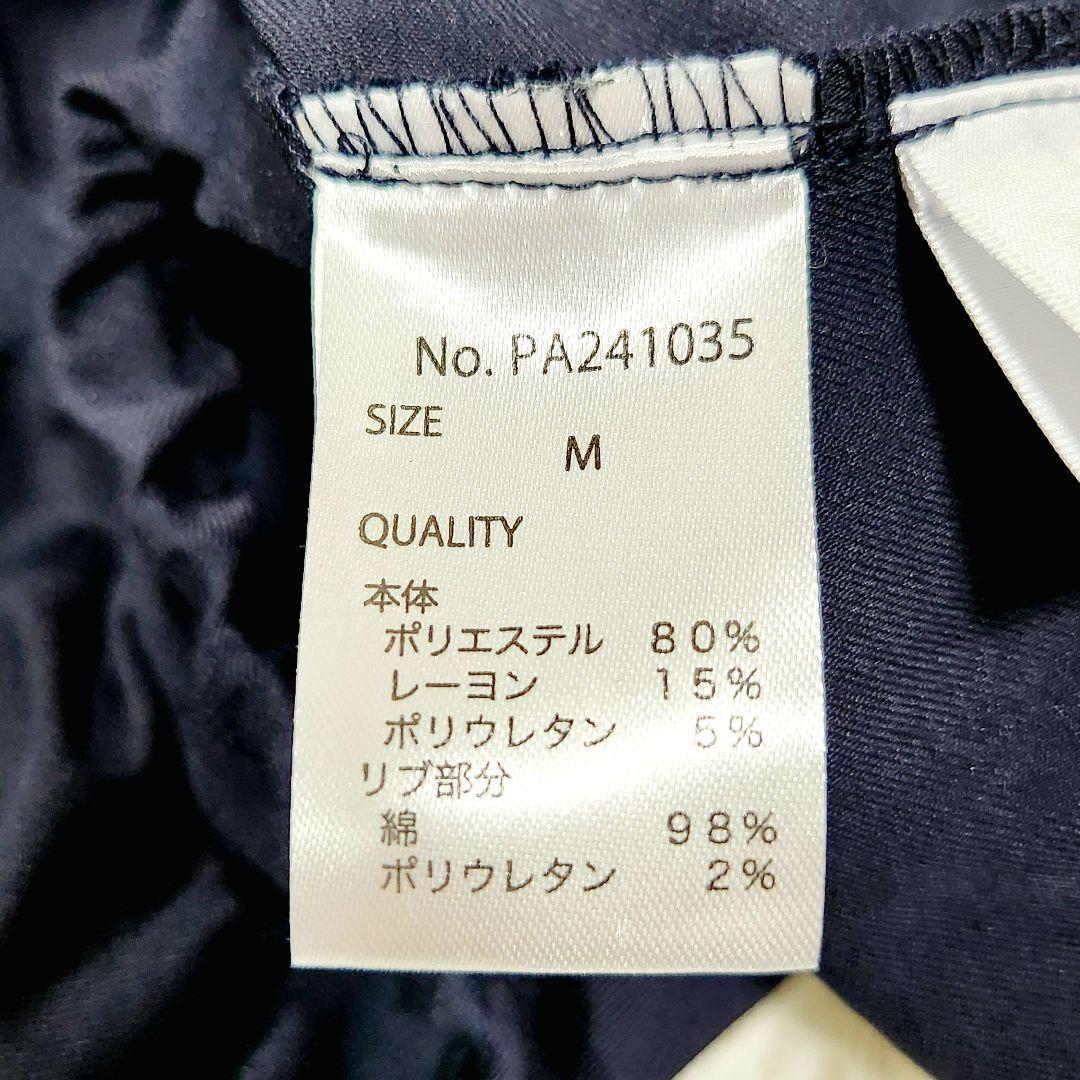 No. PA241035
SIZE
M
QUALITY
本体
ポリエステル ８０%
レーヨン １５%
ポリウレタン ５%
リブ部分
綿 ９８%
ポリウレタン ２%